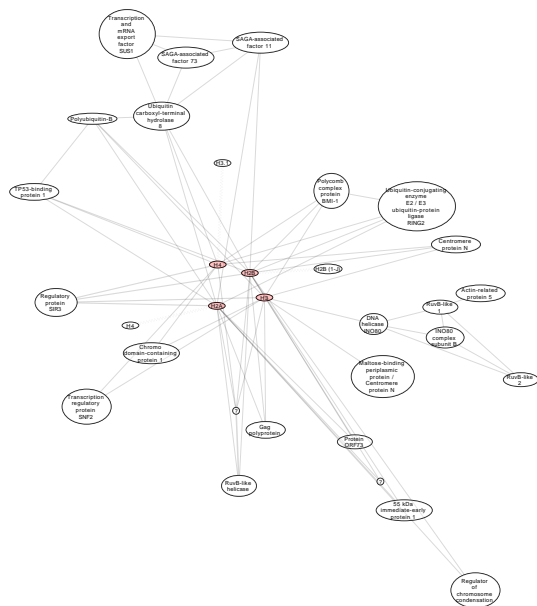 Transcription
and
mRNA
export
factor
SUS1
SAGA-associated
factor 73
SAGA-associated
factor 11
Polyubiquitin-B
Ubiquitin
carboxyl-terminal
hydrolase
8
H3.1
TP53-binding
protein 1
Polycomb
complex
protein
BMI-1
Ubiquitin-conjugating
enzyme
E2 / E3
ubiquitin-protein
ligase
RING2
Centromere
protein N
H4
H2B
H2B (1-J)
H3
H2A
Regulatory
protein
SIR3
H4
Chromo
domain-containing
protein 1
Transcription
regulatory
protein
SNF2
DNA
helicase
INO80
Actin-related
protein 5
RuvB-like
1
INO80
complex
subunit B
RuvB-like
2
Maltose-binding
periplasmic
protein /
Centromere
protein N
?
Gag
polyprotein
Protein
ORF73
RuvB-like
helicase
?
55 kDa
immediate-early
protein 1
Regulator
of
chromosome
condensation